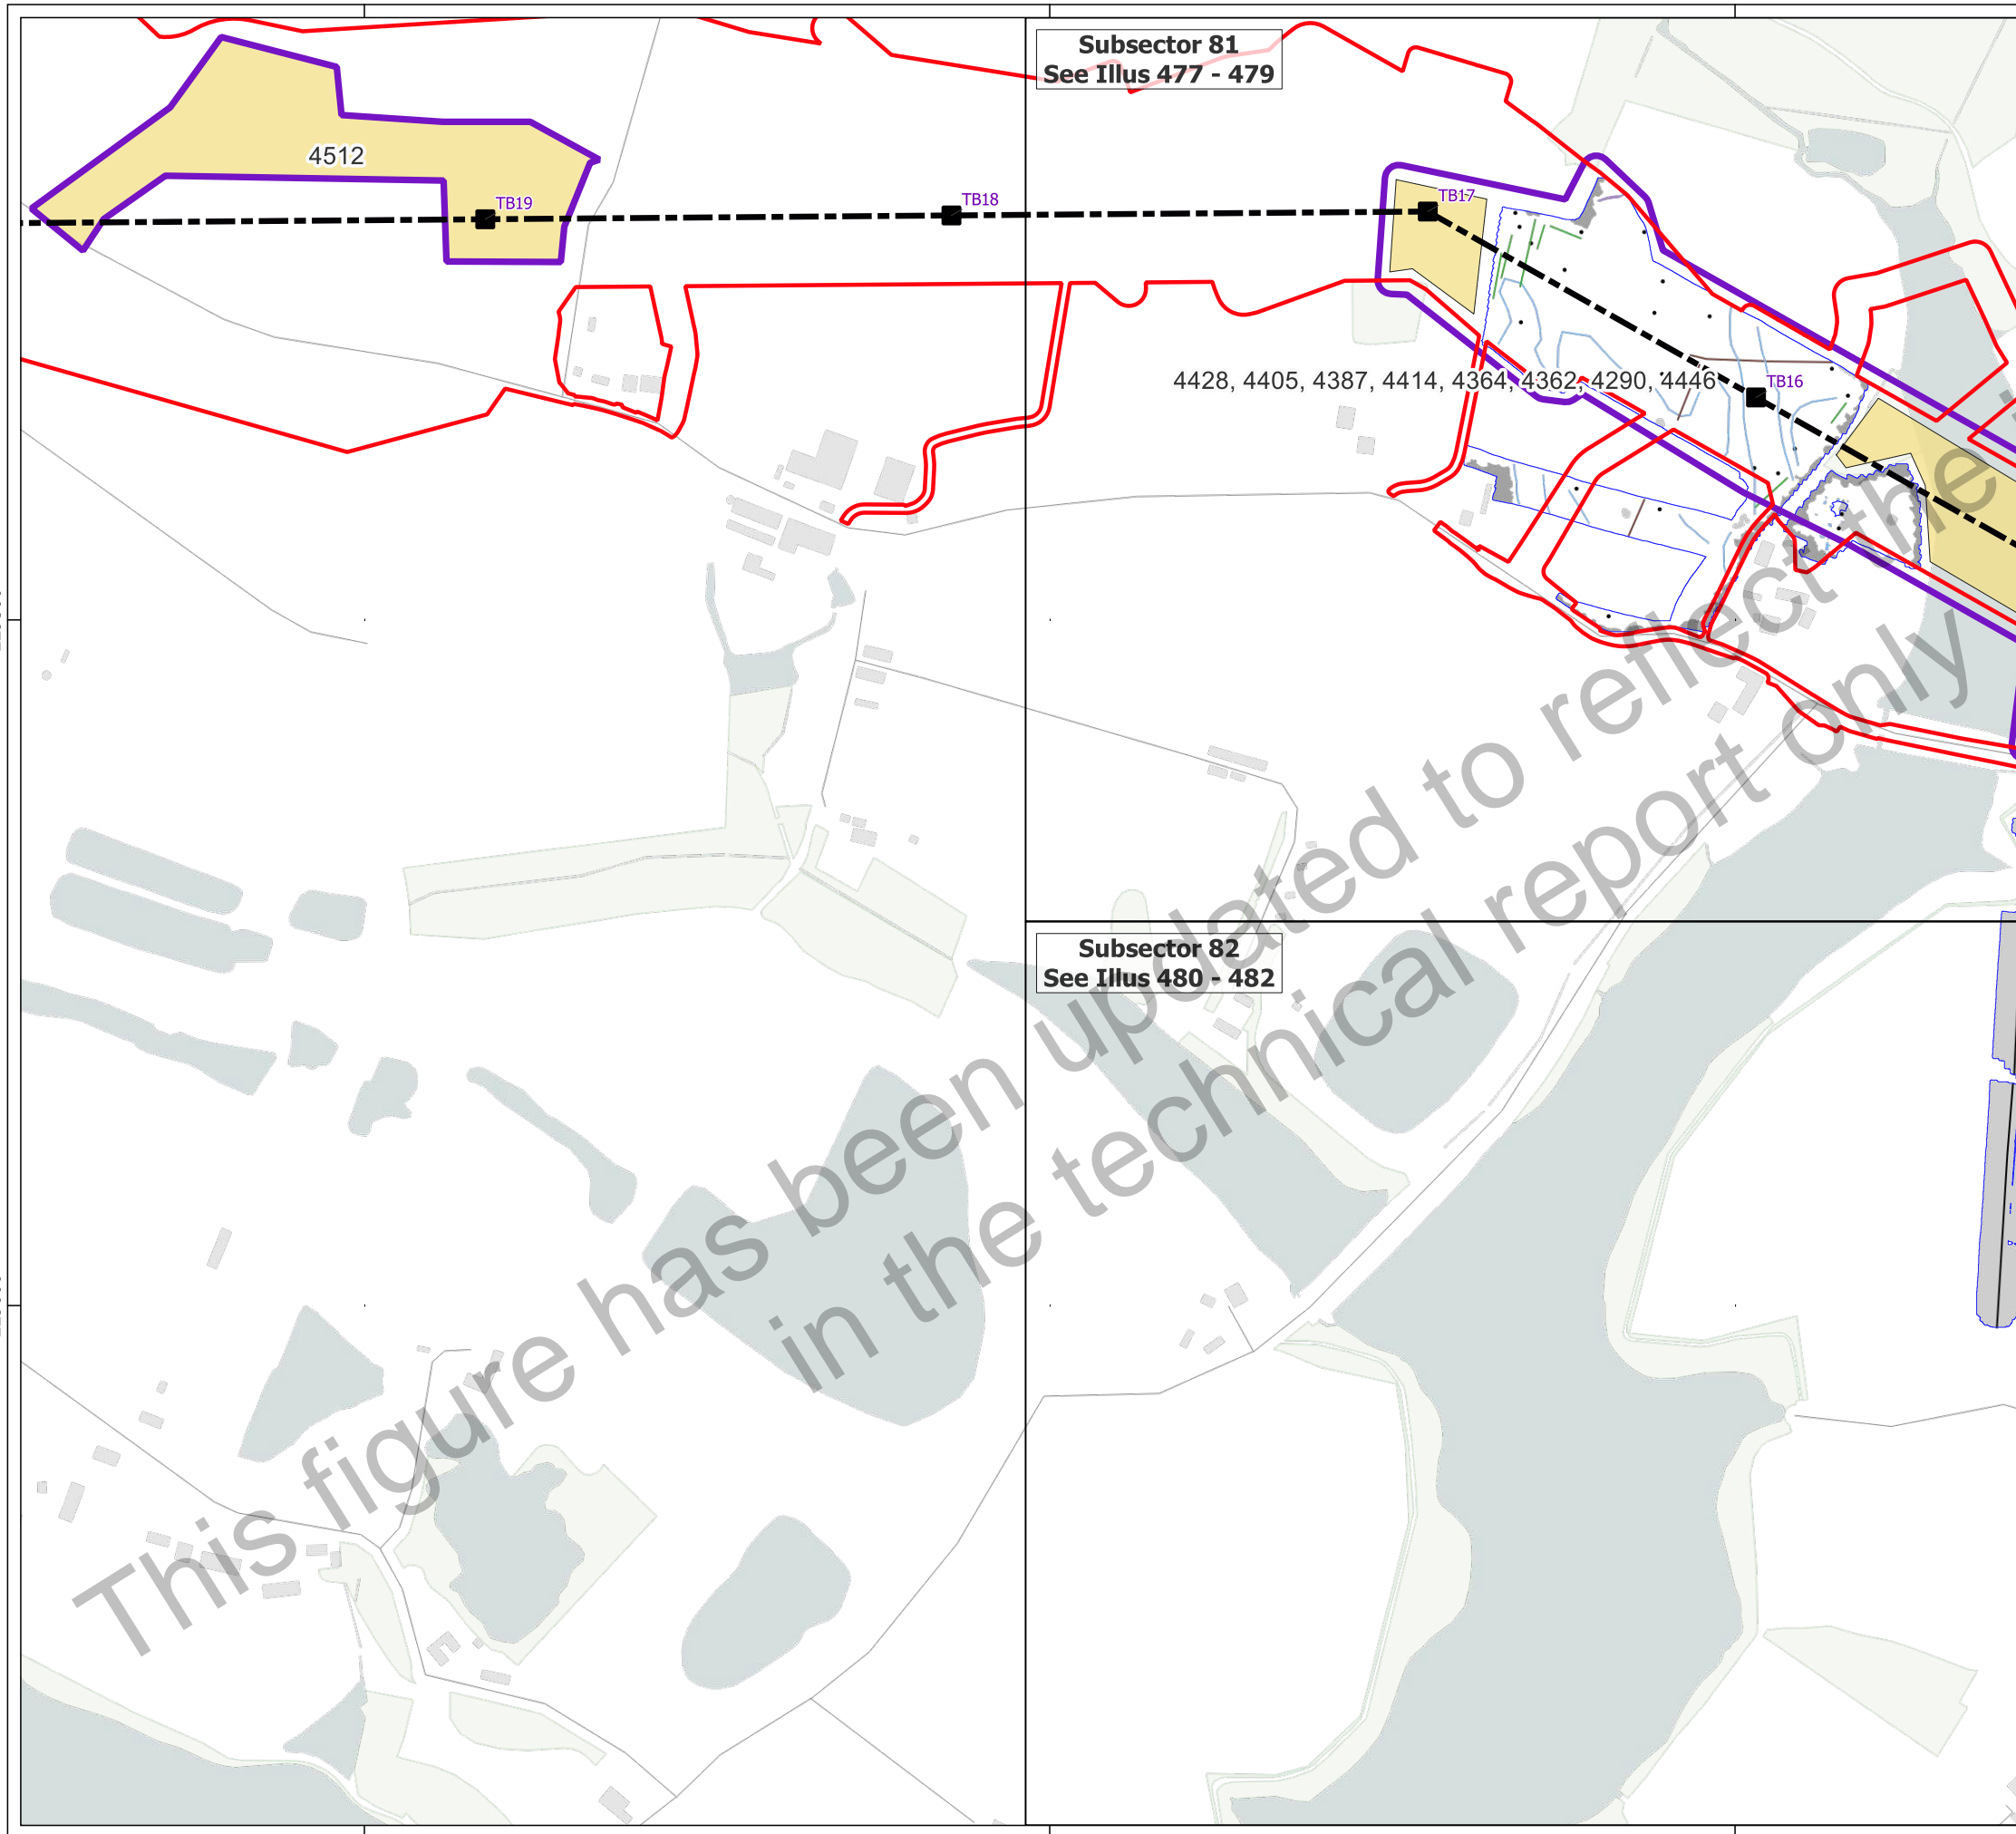 Subsector 81
See Illus 477 - 479
4512
TB19
TB18
TB17
4428, 4405, 4387, 4414, 4364, 4362, 4290, 4446
TB16
Subsector 82
See Illus 480 - 482
This figure has been updated to reflect the
in the technical report only